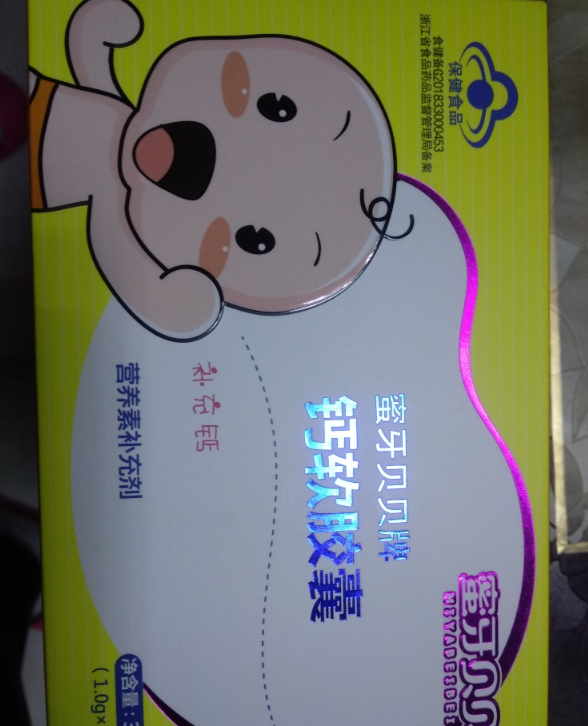 保健食品
食健备G201833000453
浙江省食品药品监督管理局备案
蜜牙贝贝
蜜牙贝贝牌
钙软胶囊
补充钙
营养素补充剂
净含量:
(1.0g×